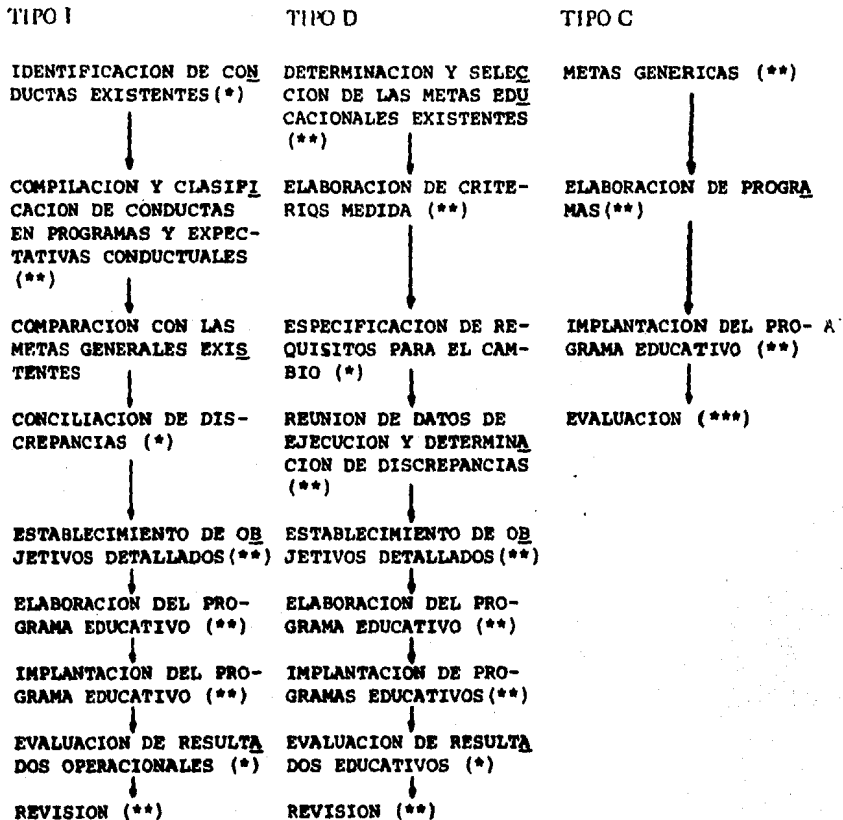 TIPO I
IDENTIFICACION DE CON
DUCTAS EXISTENTES(*)
COMPILACION Y CLASIFI
CACION DE CONDUCTAS
EN PROGRAMAS Y EXPEC-
TATIVAS CONDUCTUALES
(**)
COMPARACION CON LAS
METAS GENERALES EXIS
TENTES
CONCILIACION DE DIS-
CREPANCIAS (*)
ESTABLECIMIENTO DE OB
JETIVOS DETALLADOS(**)
ELABORACION DEL PRO-
GRAMA EDUCATIVO (**)
IMPLANTACION DEL PRO-
GRAMA EDUCATIVO (**)
EVALUACION DE RESULTA
DOS OPERACIONALES (*)
REVISION (**)
TIPO D
DETERMINACION Y SELEC
CION DE LAS METAS EDU
CACIONALES EXISTENTES
(**)
ELABORACION DE CRITE-
RIOS MEDIDA (**)
ESPECIFICACION DE RE-
QUISITOS PARA EL CAM-
BIO (*)
REUNION DE DATOS DE
EJECUCION Y DETERMINA
CION DE DISCREPANCIAS
(**)
ESTABLECIMIENTO DE OB
JETIVOS DETALLADOS(**)
ELABORACION DEL PRO-
GRAMA EDUCATIVO (**)
IMPLANTACION DE PRO-
GRAMAS EDUCATIVOS(**)
EVALUACION DE RESULTA
DOS EDUCATIVOS (*)
REVISION (**)
TIPO C
METAS GENERICAS (**)
ELABORACION DE PROGRA
MAS(**)
IMPLANTACION DEL PRO- A
GRAMA EDUCATIVO (**)
EVALUACION (***)